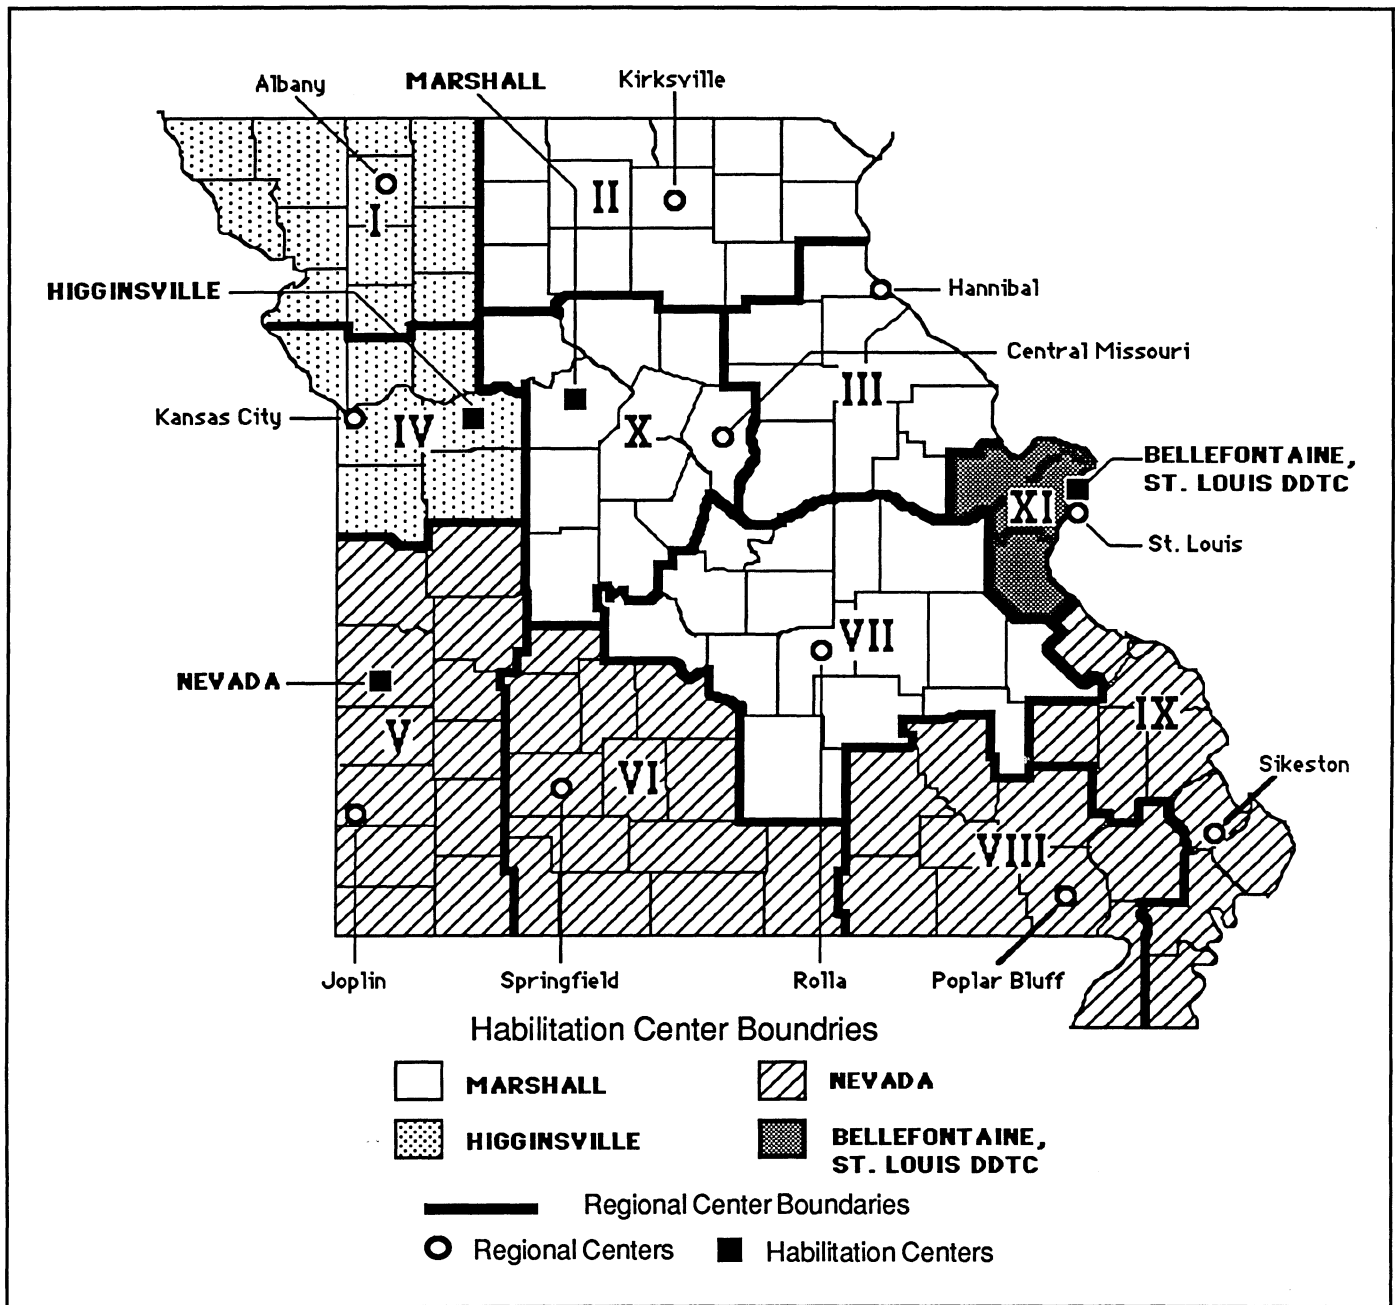 Albany
MARSHALL
Kirksville
II
I
HIGGINSVILLE
Hannibal
Central Missouri
III
Kansas City
IV
X
BELLEFONTAINE,
ST. LOUIS DDTC
XI
St. Louis
VII
NEVADA
IX
V
VI
Sikeston
VIII
Joplin
Springfield
Rolla
Poplar Bluff
Habilitation Center Boundries
MARSHALL
NEVADA
HIGGINSVILLE
BELLEFONTAINE,
ST. LOUIS DDTC
Regional Center Boundaries
Regional Centers
Habilitation Centers